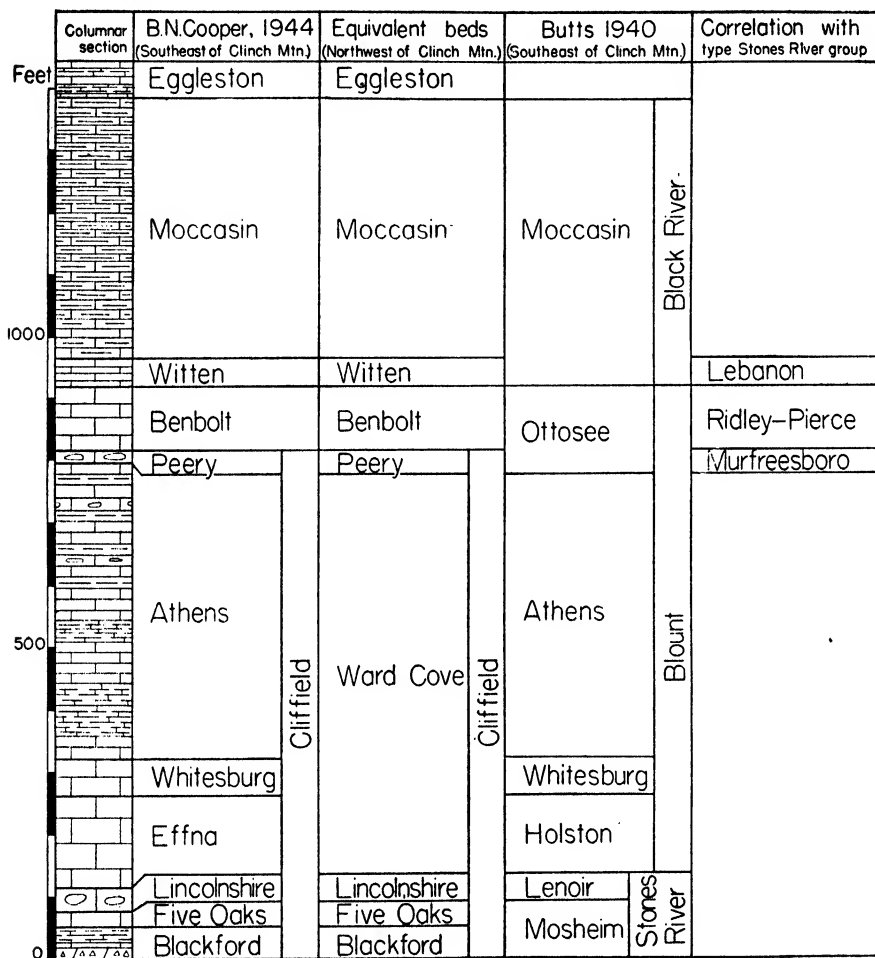 Columnar
section
B.N. Cooper, 1944
(Southeast of Clinch Mtn.)
Equivalent beds
(Northwest of Clinch Mtn.)
Butts 1940
(Southeast of Clinch Mtn.)
Correlation with
type Stones River group
Feet
1000
500
0
Eggleston
Moccasin
Witten
Benbolt
Peery
Athens
Whitesburg
Effna
Lincolnshire
Five Oaks
Blackford
Cliffield
Eggleston
Moccasin
Witten
Benbolt
Peery
Ward Cove
Lincolnshire
Five Oaks
Blackford
Cliffield
Moccasin
Ottosee
Athens
Whitesburg
Holston
Lenoir
Mosheim
Black River
Blount
Stones
River
Lebanon
Ridley-Pierce
Murfreesboro